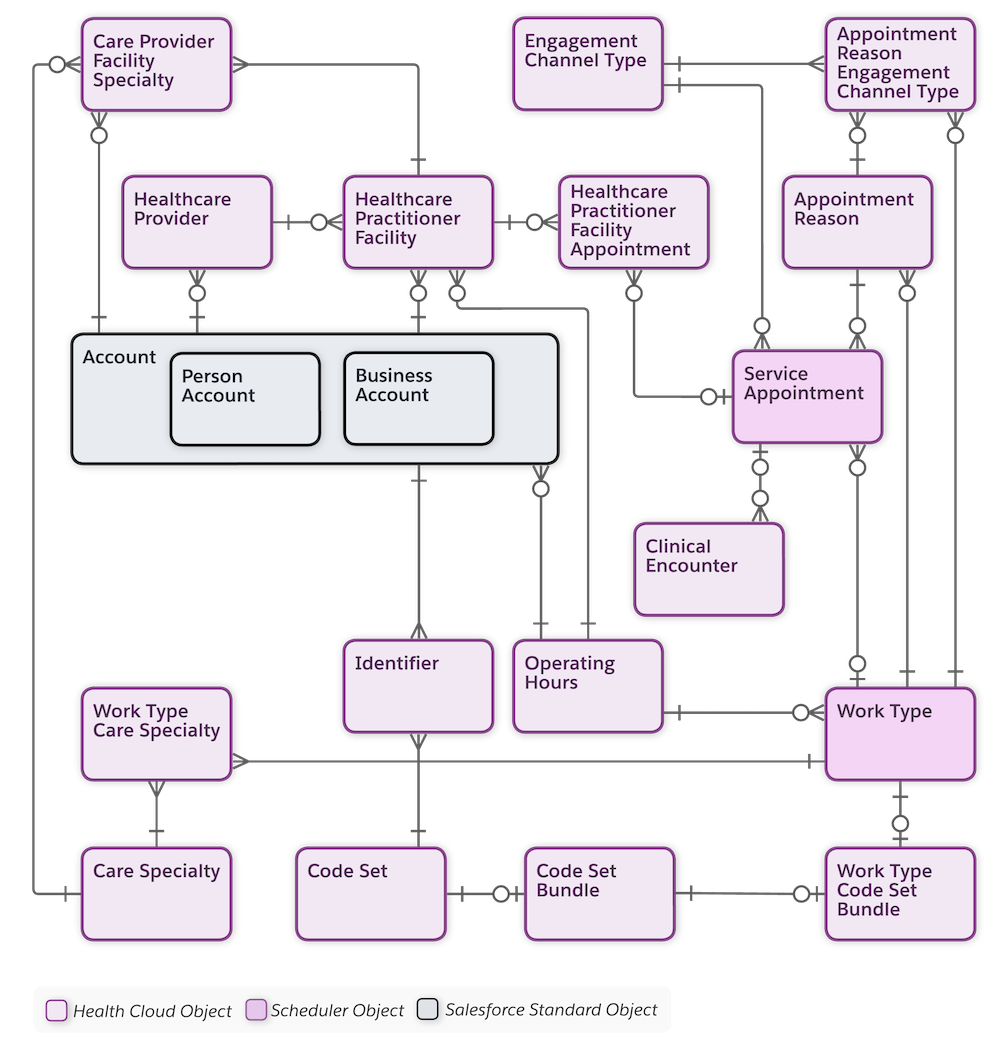 Care Provider
Facility
Specialty
Engagement
Channel Type
Appointment
Reason
Engagement
Channel Type
Healthcare
Provider
Healthcare
Practitioner
Facility
Healthcare
Practitioner
Facility
Appointment
Appointment
Reason
Account
Person
Account
Business
Account
Service
Appointment
Clinical
Encounter
Identifier
Operating
Hours
Work Type
Care Specialty
Work Type
Care Specialty
Code Set
Code Set
Bundle
Work Type
Code Set
Bundle
Health Cloud Object
Scheduler Object
Salesforce Standard Object